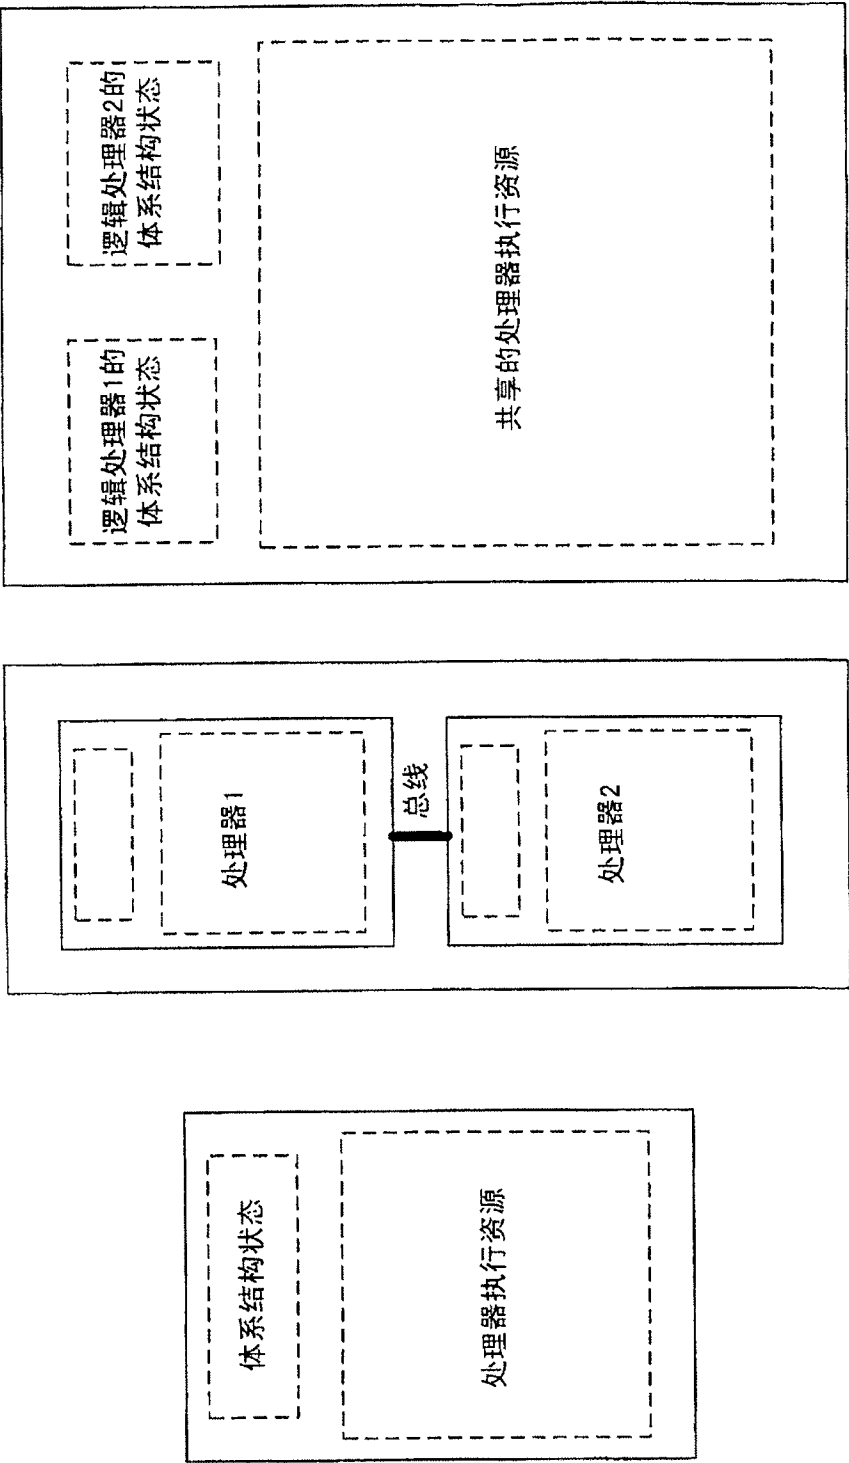 体系结构状态
处理器执行资源
处理器1
总线
处理器2
逻辑处理器1的
体系结构状态
逻辑处理器2的
体系结构状态
共享的处理器执行资源